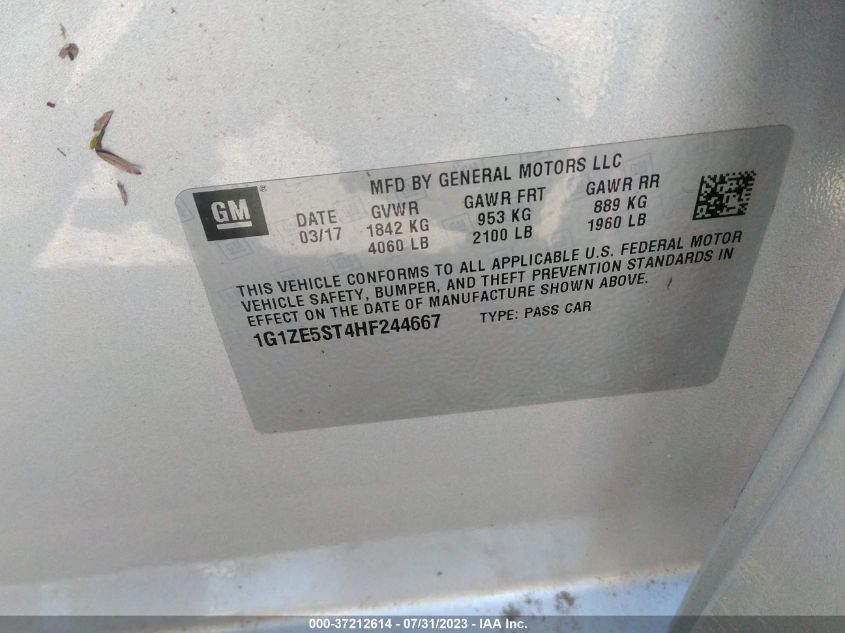 MFD BY GENERAL MOTORS LLC
GM®
DATE GVWR GAWR FRT GAWR RR
03/17 1842 KG 953 KG 889 KG
4060 LB 2100 LB 1960 LB
THIS VEHICLE CONFORMS TO ALL APPLICABLE U.S. FEDERAL MOTOR
VEHICLE SAFETY, BUMPER, AND THEFT PREVENTION STANDARDS IN
EFFECT ON THE DATE OF MANUFACTURE SHOWN ABOVE.
1G1ZE5ST4HF244667 TYPE: PASS CAR
000-37212614 - 07/31/2023 - IAA Inc.